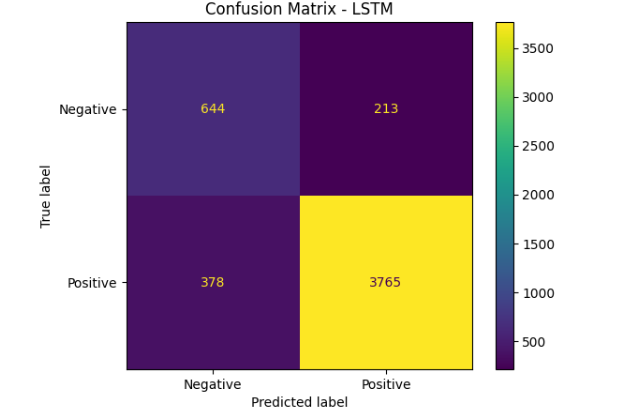 Confusion Matrix - LSTM
Negative
644
213
Positive
378
3765
Negative
Positive
Predicted label
True label
3500
3000
2500
2000
1500
1000
500